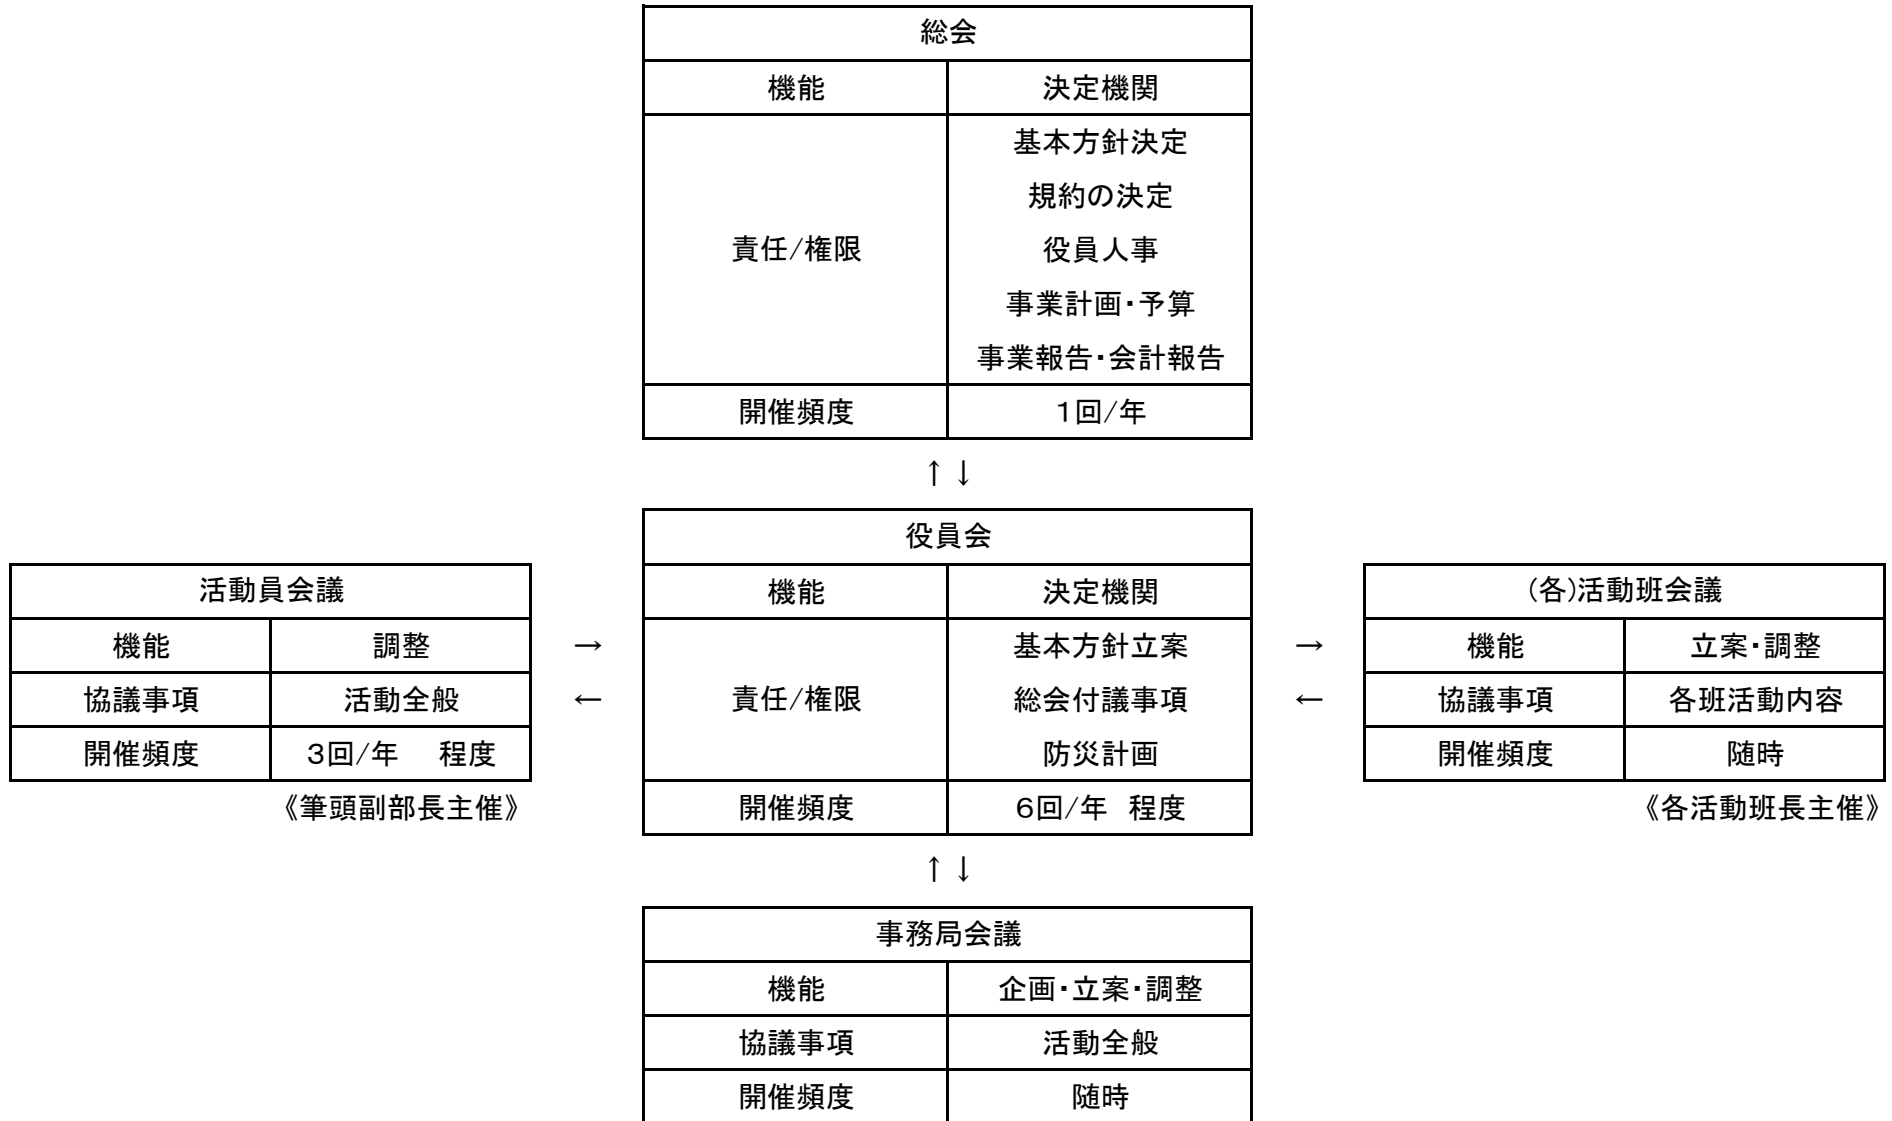 総会
機能 決定機関
基本方針決定
規約の決定
責任/権限 役員人事
事業計画・予算
事業報告・会計報告
開催頻度 1回/年
↑↓
役員会
機能 決定機関
基本方針立案
責任/権限 総会付議事項
防災計画
開催頻度 6回/年 程度
活動員会議
機能 調整
協議事項 活動全般
開催頻度 3回/年 程度
《筆頭副部長主催》
→
←
→
←
(各)活動班会議
機能 立案・調整
協議事項 各班活動内容
開催頻度 随時
《各活動班長主催》
↑↓
事務局会議
機能 企画・立案・調整
協議事項 活動全般
開催頻度 随時